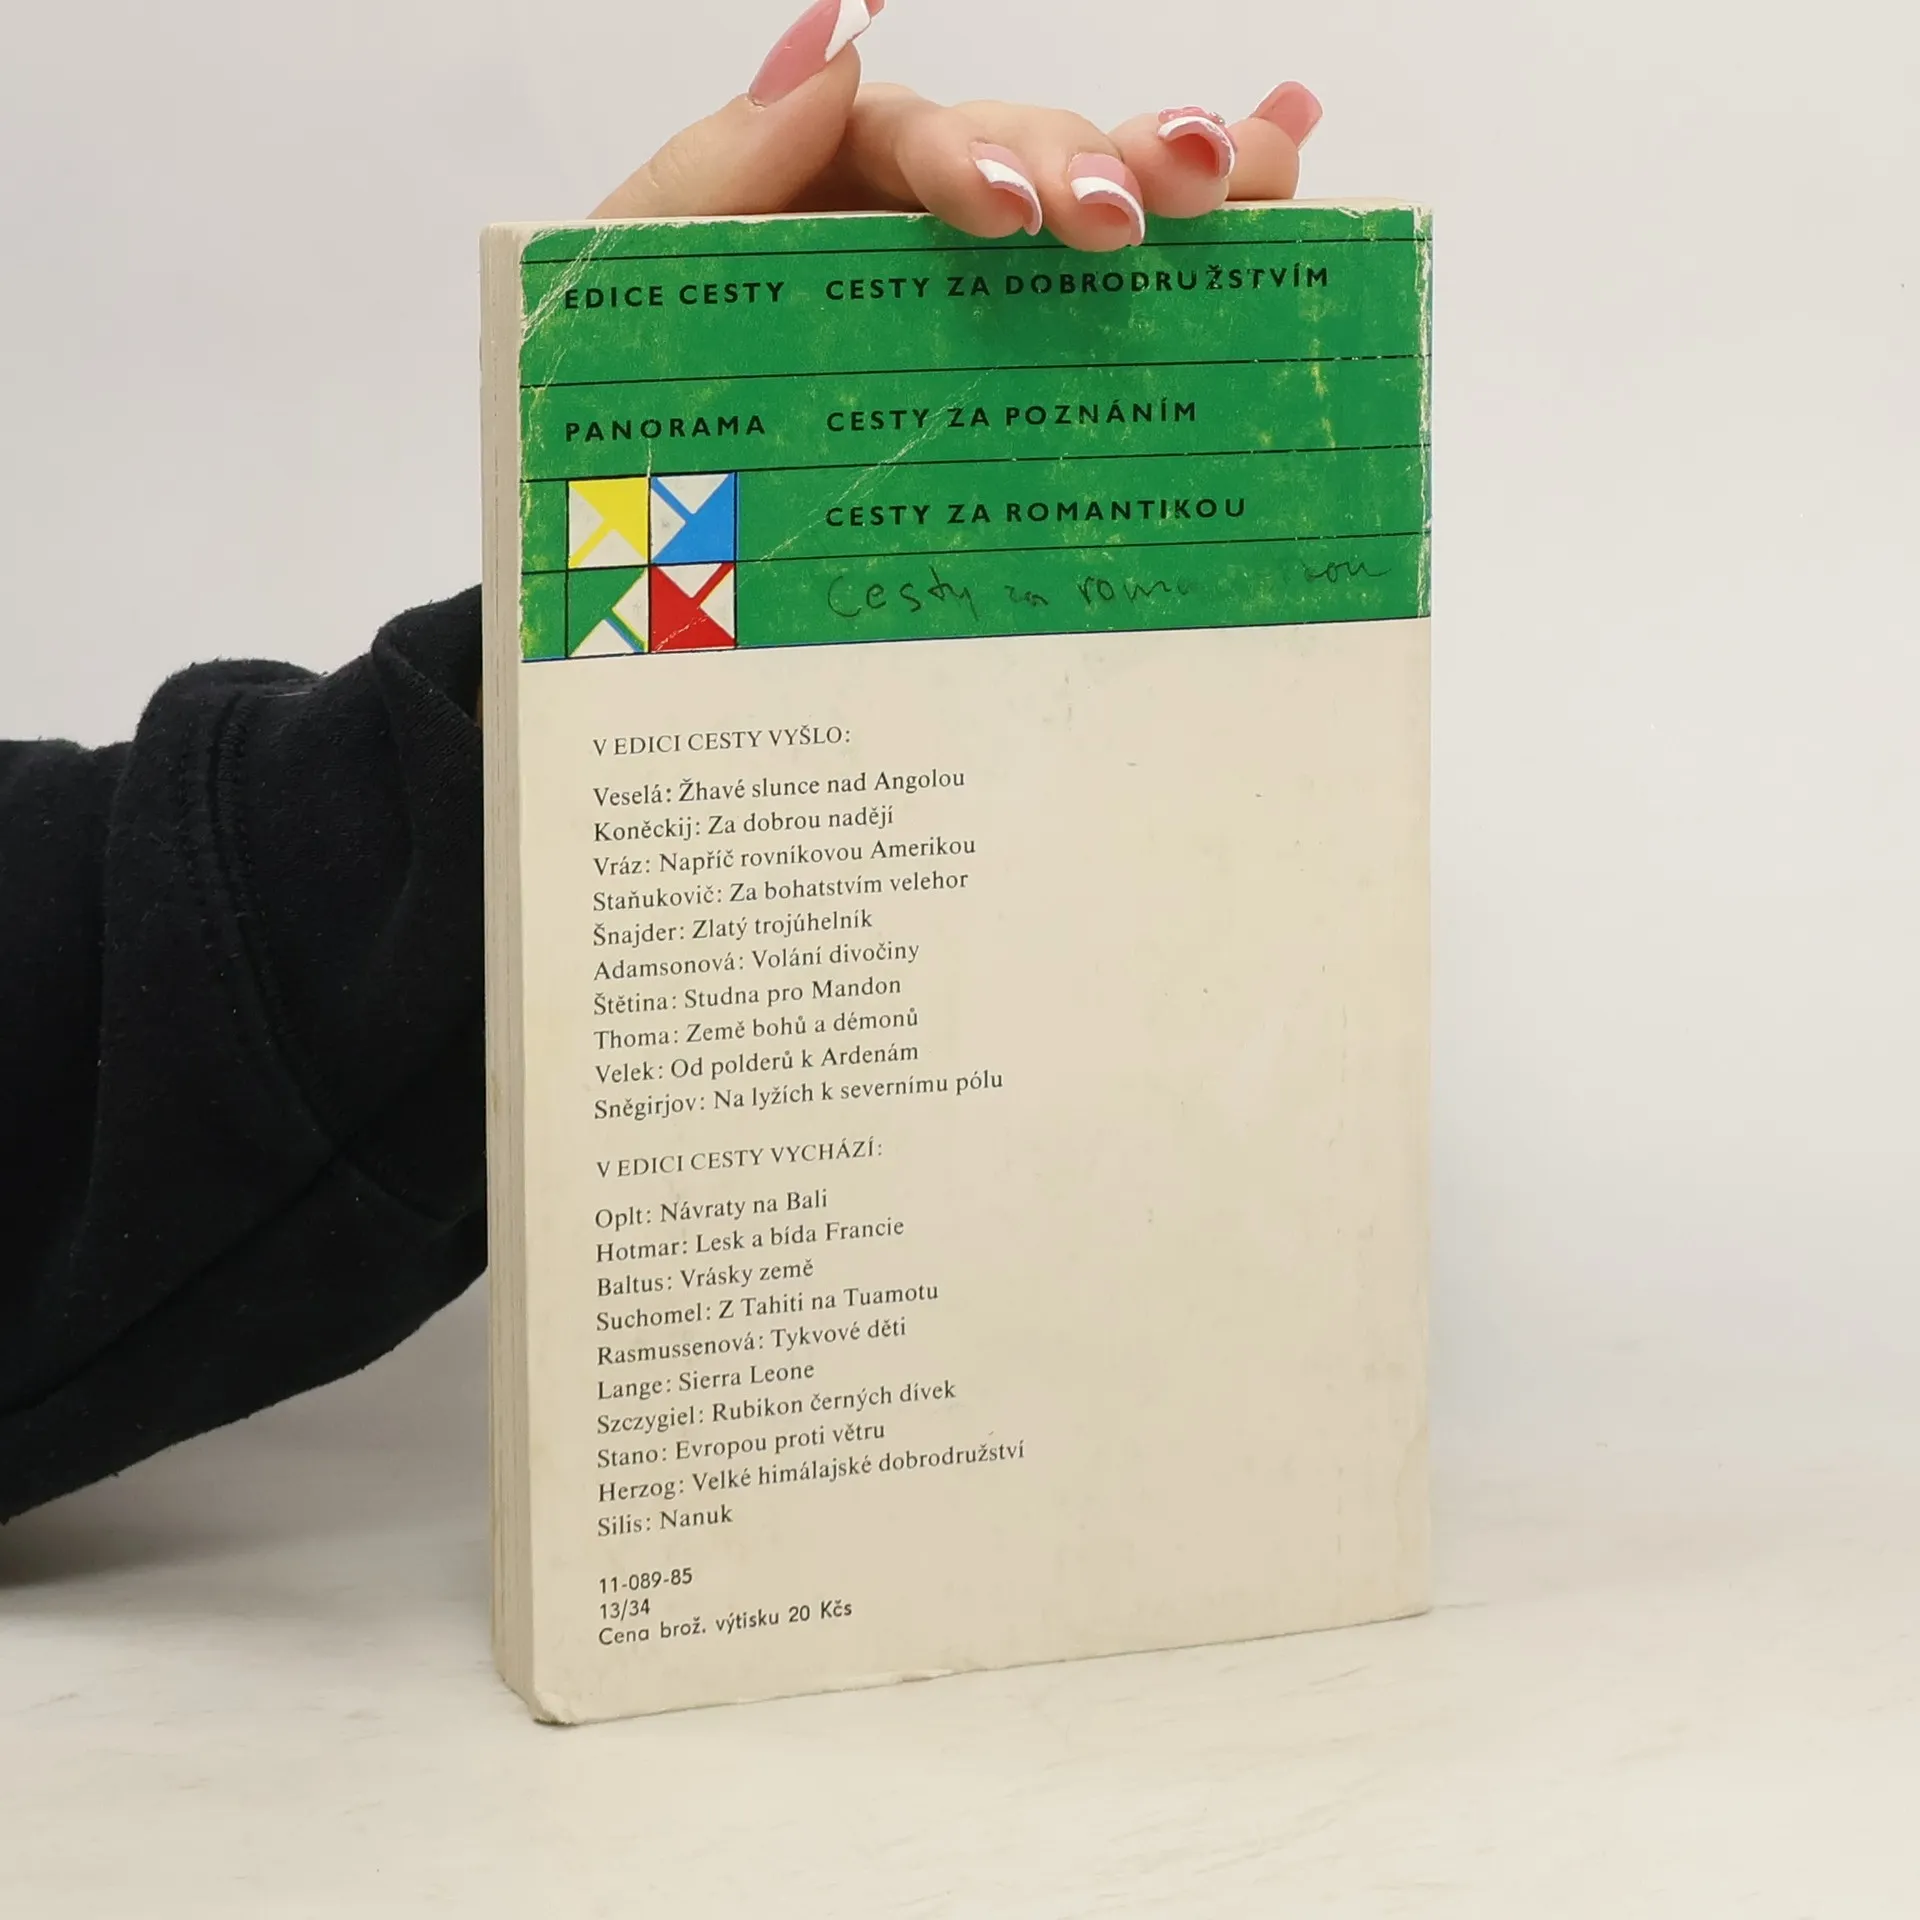 EDICE CESTY CESTY ZA DOBRODRUŽSTVÍM
PANORAMA CESTY ZA POZNÁNÍM
CESTY ZA ROMANTIKOU
Cesty za
V EDICI CESTY VYŠLO:
Veselá: Žhavé slunce nad Angolou
Koněckij: Za dobrou nadějí
Vráz: Napříč rovníkovou Amerikou
Staňukovič: Za bohatstvím velehor
Šnajder: Zlatý trojúhelník
Adamsonová: Volání divočiny
Štětina: Studna pro Mandon
Thoma: Země bohů a démonů
Velek: Od polderů k Ardenám
Sněgirjov: Na lyžích k severnímu pólu
V EDICI CESTY VYCHÁZÍ:
Oplt: Návraty na Bali
Hotmar: Lesk a bída Francie
Baltus: Vrásky země
Suchomel: Z Tahiti na Tuamotu
Rasmussenová: Tykvové děti
Lange: Sierra Leone
Szczygiel: Rubikon černých dívek
Stano: Evropou proti větru
Herzog: Velké himálajské dobrodružství
Silis: Nanuk
11-089-85
13/34
Cena brož. výtisku 20 Kčs